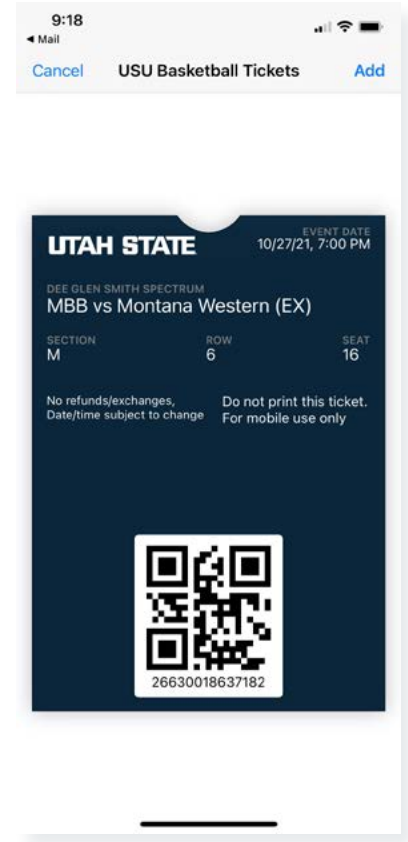 9:18
◀ Mail
Cancel USU Basketball Tickets Add
UTAH STATE
EVENT DATE
10/27/21, 7:00 PM
DEE GLEN SMITH SPECTRUM
MBB vs Montana Western (EX)
SECTION ROW SEAT
M 6 16
No refunds/exchanges,
Date/time subject to change
Do not print this ticket.
For mobile use only
26630018637182